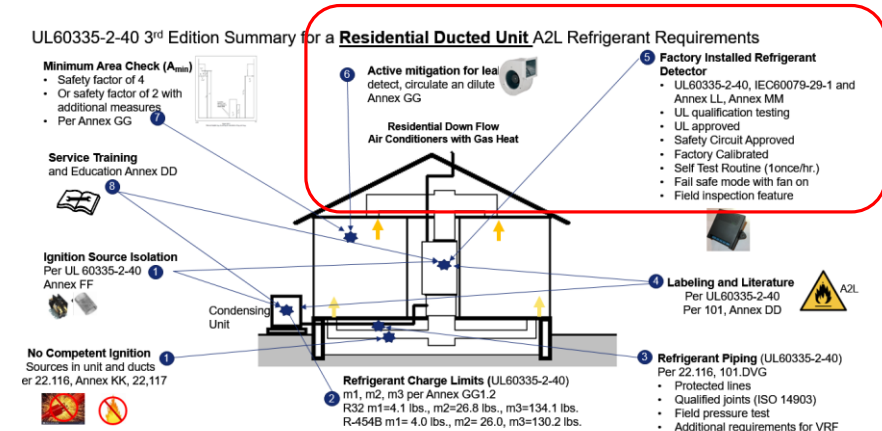 UL60335-2-40 3rd Edition Summary for a Residential Ducted Unit A2L Refrigerant Requirements
Minimum Area Check (Amin)
• Safety factor of 4
• Or safety factor of 2 with
additional measures
• Per Annex GG
7
6
Active mitigation for lea
detect, circulate an dilute
Annex GG
5
Factory Installed Refrigerant
Detector
• UL60335-2-40, IEC60079-29-1 and
Annex LL, Annex MM
• UL qualification testing
• UL approved
• Safety Circuit Approved
• Factory Calibrated
• Self Test Routine (1once/hr.)
• Fail safe mode with fan on
• Field inspection feature
Residential Down Flow
Air Conditioners with Gas Heat
Service Training
and Education Annex DD
8
Ignition Source Isolation
Per UL 60335-2-40
Annex FF
1
Condensing
Unit
4
Labeling and Literature
Per UL60335-2-40
Per 101, Annex DD
A2L
No Competent Ignition
Sources in unit and ducts
er 22.116, Annex KK, 22,117
1
2
Refrigerant Charge Limits (UL60335-2-40)
m1, m2, m3 per Annex GG1.2
R32 m1=4.1 lbs., m2=26.8 lbs., m3=134.1 lbs.
R-454B m1= 4.0 lbs., m2= 26.0, m3=130.2 lbs.
3
Refrigerant Piping (UL60335-2-40)
Per 22.116, 101.DVG
• Protected lines
• Qualified joints (ISO 14903)
• Field pressure test
• Additional requirements for VRF